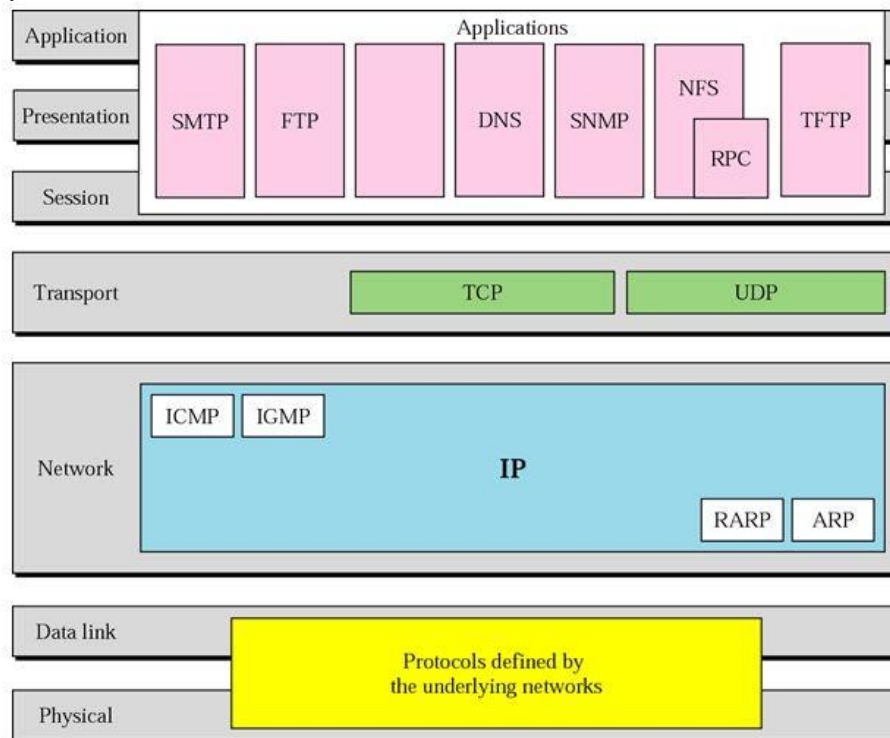 Application
Applications
Presentation
SMTP
FTP
DNS
SNMP
NFS
RPC
TFTP
Session
Transport
TCP
UDP
Network
ICMP
IGMP
IP
RARP
ARP
Data link
Protocols defined by
the underlying networks
Physical